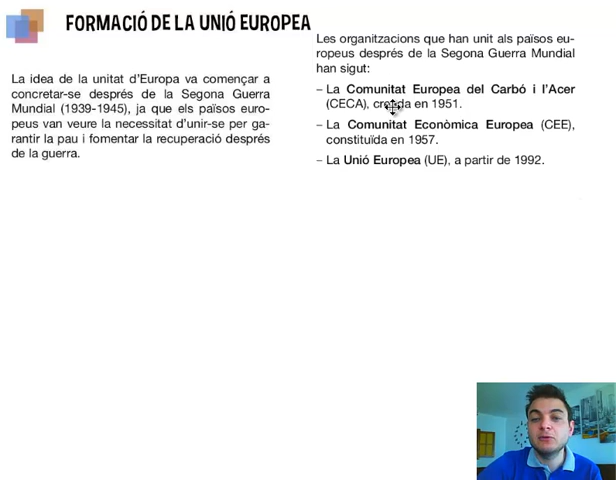 FORMACIÓ DE LA UNIÓ EUROPEA
La idea de la unitat d'Europa va començar a
concretar-se després de la Segona Guerra
Mundial (1939-1945), ja que els països euro-
peus van veure la necessitat d'unir-se per ga-
rantir la pau i fomentar la recuperació després
de la guerra.
Les organitzacions que han unit als països eu-
ropeus després de la Segona Guerra Mundial
han sigut:
– La Comunitat Europea del Carbó i l'Acer
(CECA), creada en 1951.
– La Comunitat Econòmica Europea (CEE),
constituïda en 1957.
– La Unió Europea (UE), a partir de 1992.